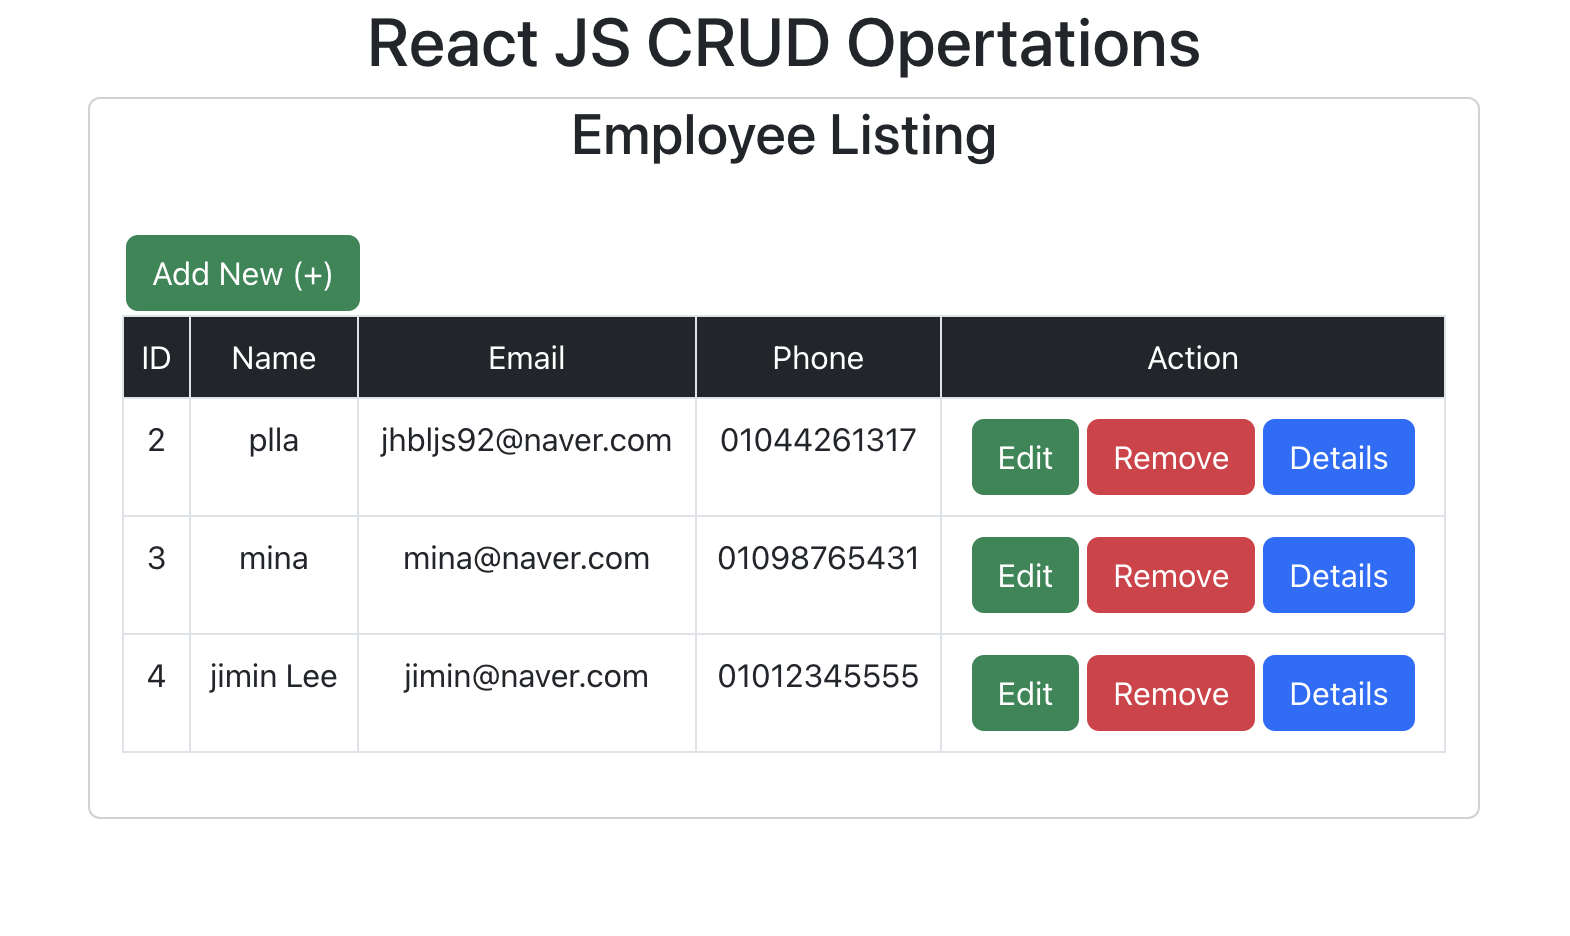 React JS CRUD Opertations
Employee Listing
Add New (+)
ID Name Email Phone Action
2 plla jhbljs92@naver.com 01044261317 Edit Remove Details
3 mina mina@naver.com 01098765431 Edit Remove Details
4 jimin Lee jimin@naver.com 01012345555 Edit Remove Details